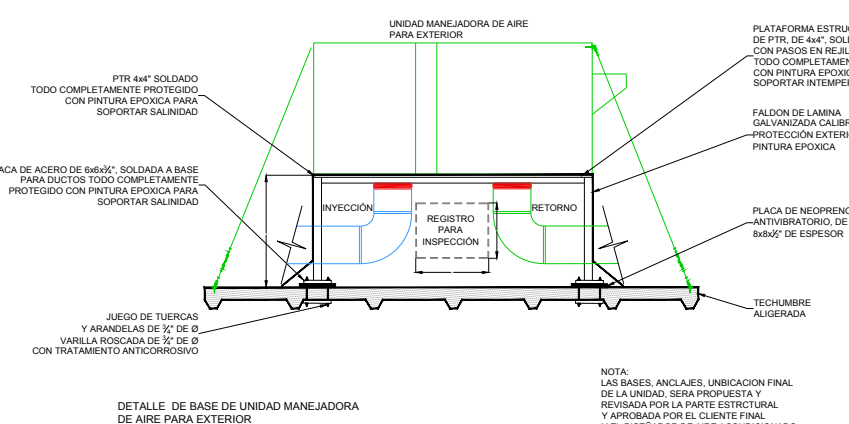 UNIDAD MANEJADORA DE AIRE
PARA EXTERIOR
PTR 4x4" SOLDADO
TODO COMPLETAMENTE PROTEGIDO
CON PINTURA EPOXICA PARA
SOPORTAR SALINIDAD
ACA DE ACERO DE 6x6x¾", SOLDADA A BASE
PARA DUCTOS TODO COMPLETAMENTE
PROTEGIDO CON PINTURA EPOXICA PARA
SOPORTAR SALINIDAD
JUEGO DE TUERCAS
Y ARANDELAS DE ¾" DE Ø
VARILLA ROSCADA DE ¾" DE Ø
CON TRATAMIENTO ANTICORROSIVO
INYECCIÓN
REGISTRO
PARA
INSPECCIÓN
RETORNO
PLATAFORMA ESTRUC
DE PTR, DE 4x4", SOLD
CON PASOS EN REJIL
TODO COMPLETAMEN
CON PINTURA EPOXIC
SOPORTAR INTEMPER
FALDON DE LAMINA
GALVANIZADA CALIBR
PROTECCIÓN EXTERIO
PINTURA EPOXICA
PLACA DE NEOPRENO
ANTIVIBRATORIO, DE
8x8x½" DE ESPESOR
TECHUMBRE
ALIGERADA
DETALLE DE BASE DE UNIDAD MANEJADORA
DE AIRE PARA EXTERIOR
NOTA:
LAS BASES, ANCLAJES, UNBICACION FINAL
DE LA UNIDAD, SERA PROPUESTA Y
REVISADA POR LA PARTE ESTRCTURAL
Y APROBADA POR EL CLIENTE FINAL